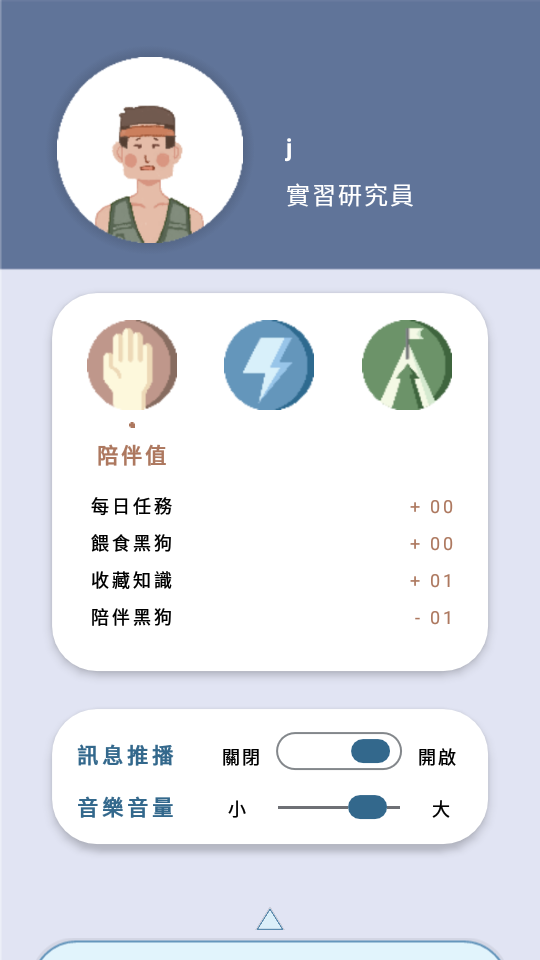 j
實習研究員
陪伴值
每日任務 + 00
餵食黑狗 + 00
收藏知識 + 01
陪伴黑狗 - 01
訊息推播 關閉 開啟
音樂音量 小 大